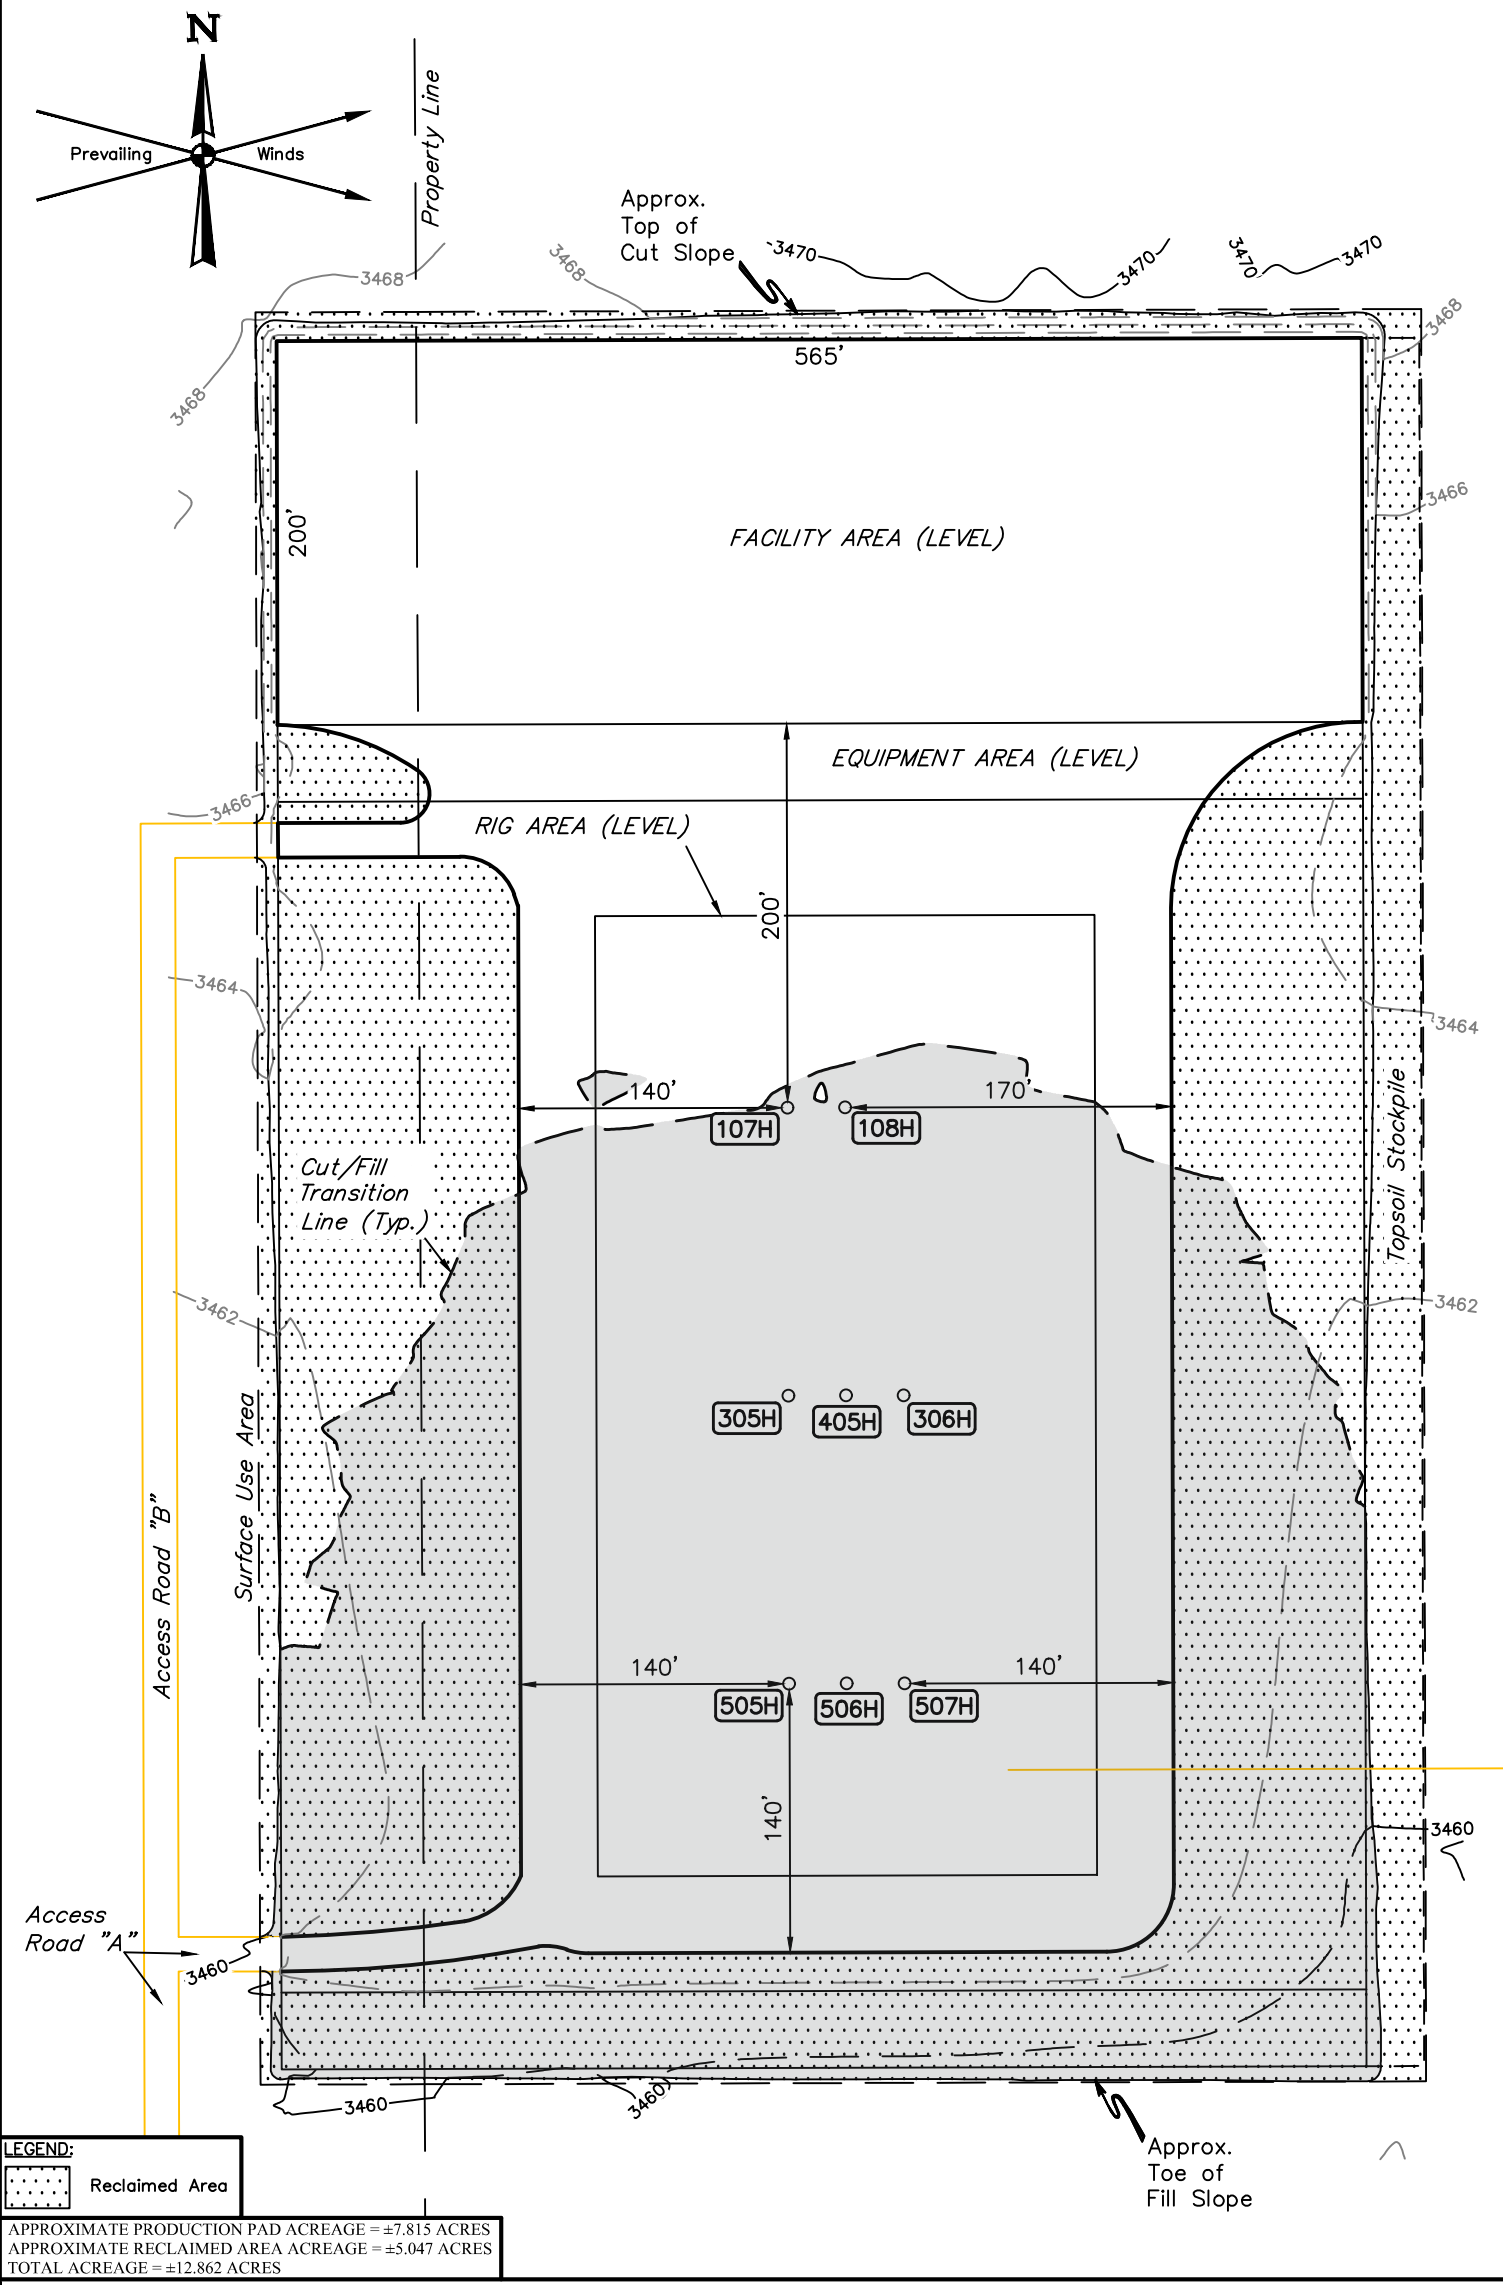 N
Prevailing Winds
Property Line
Approx.
Top of
Cut Slope
3468
3468
3470
3470
3470
3470
3468
3468
565'
200'
FACILITY AREA (LEVEL)
3466
EQUIPMENT AREA (LEVEL)
3466
RIG AREA (LEVEL)
200'
3464
3464
140'
170'
107H
108H
Topsoil Stockpile
Cut/Fill
Transition
Line (Typ.)
3462
3462
305H
405H
306H
Surface Use Area
Access Road "B"
140'
140'
505H
506H
507H
140'
3460
Access
Road "A"
3460
3460
3460
Approx.
Toe of
Fill Slope
LEGEND:
Reclaimed Area
APPROXIMATE PRODUCTION PAD ACREAGE = ±7.815 ACRES
APPROXIMATE RECLAIMED AREA ACREAGE = ±5.047 ACRES
TOTAL ACREAGE = ±12.862 ACRES